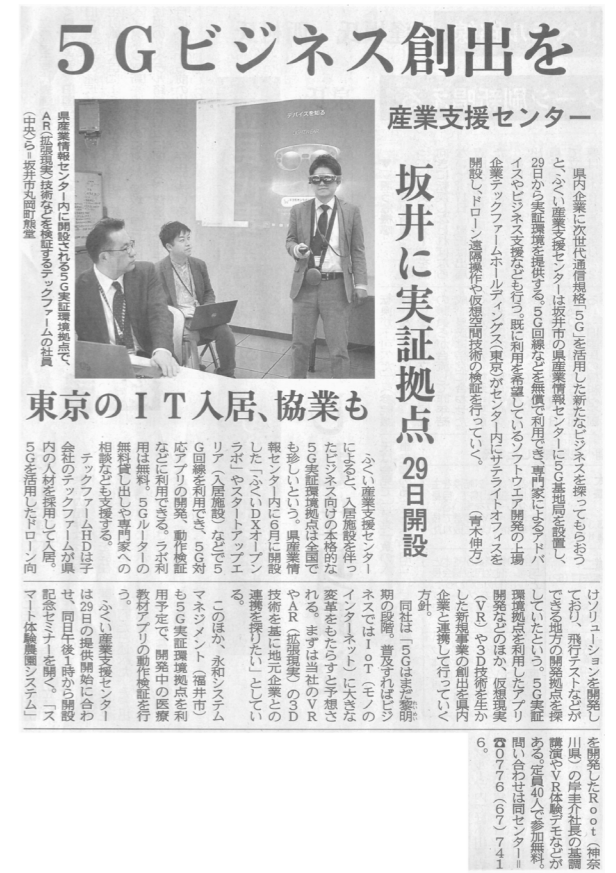 5Gビジネス創出を
産業支援センター
坂井に実証拠点 29日開設
東京のIT入居、協業も
県産業情報センター内に開設される5G実証環境拠点で、
AR(拡張現実)技術などを検証するテックファームの社員
(中央)ら=坂井市丸岡町熊堂
県内企業に次世代通信規格「5G」を活用した新たなビジネスを探ってもらおう
と、ふくい産業支援センターは坂井市の県産業情報センターに5G基地局を設置し、
29日から実証環境を提供する。5G回線などを無償で利用でき、専門家によるアドバ
イスやビジネス支援なども行う。既に利用を希望しているソフトウエア開発の上場
企業テックファームホールディングス(東京)がセンター内にサテライトオフィスを
開設し、ドローン遠隔操作や仮想空間技術の検証を行っていく。
(青木伸方)
ふくい産業支援センター
によると、入居施設を伴っ
たビジネス向けの本格的な
5G実証環境拠点は全国で
も珍しいという。県産業情
報センター内に6月に開設
した「ふくいDXオープン
ラボ」やスタートアップエ
リア(入居施設)などで5
G回線を利用でき、5G対
応アプリの開発、動作検証
などに利用できる。ラボ利
用は無料。5Gルーターの
無料貸し出しや専門家への
相談なども支援する。
テックファームHDは子
会社のテックファームが県
内の人材を採用して入居。
5Gを活用したドローン向
けソリューションを開発し
ており、飛行テストなどが
できる地方の開発拠点を探
していたという。5G実証
環境拠点を利用したアプリ
開発などのほか、仮想現実
(VR)や3D技術を生か
した新規事業の創出を県内
企業と連携して行っていく
方針。
同社は「5Gはまだ黎明
れいめい
期の段階。普及すればビジ
ネスではIoT(モノの
インターネット)に大きな
変革をもたらすと予想さ
れる。まずは当社のVR
やAR(拡張現実)の3D
技術を基に地元企業との
連携を探りたい」としてい
る。
このほか、永和システム
マネジメント(福井市)
も5G実証環境拠点を利
用予定で、開発中の医療
教材アプリの動作検証を行
う。
ふくい産業支援センター
は29日の提供開始に合わ
せ、同日午後1時から開設
記念セミナーを開く。「ス
マート体験農園システム」
を開発したRoot(神奈
川県)の岸圭介社長の基調
講演やVR体験デモなどが
ある。定員40人で参加無料。
問い合わせは同センター=
☎0776(67)741
6。